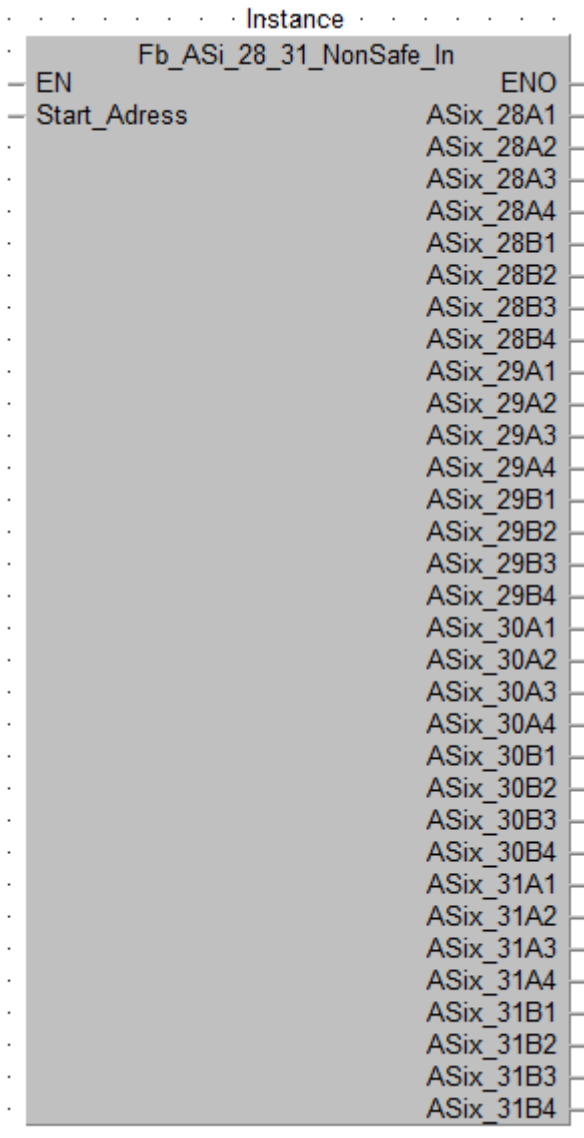 Instance
Fb_ASi_28_31_NonSafe_In
EN ENO
Start_Adress ASix_28A1
ASix_28A2
ASix_28A3
ASix_28A4
ASix_28B1
ASix_28B2
ASix_28B3
ASix_28B4
ASix_29A1
ASix_29A2
ASix_29A3
ASix_29A4
ASix_29B1
ASix_29B2
ASix_29B3
ASix_29B4
ASix_30A1
ASix_30A2
ASix_30A3
ASix_30A4
ASix_30B1
ASix_30B2
ASix_30B3
ASix_30B4
ASix_31A1
ASix_31A2
ASix_31A3
ASix_31A4
ASix_31B1
ASix_31B2
ASix_31B3
ASix_31B4